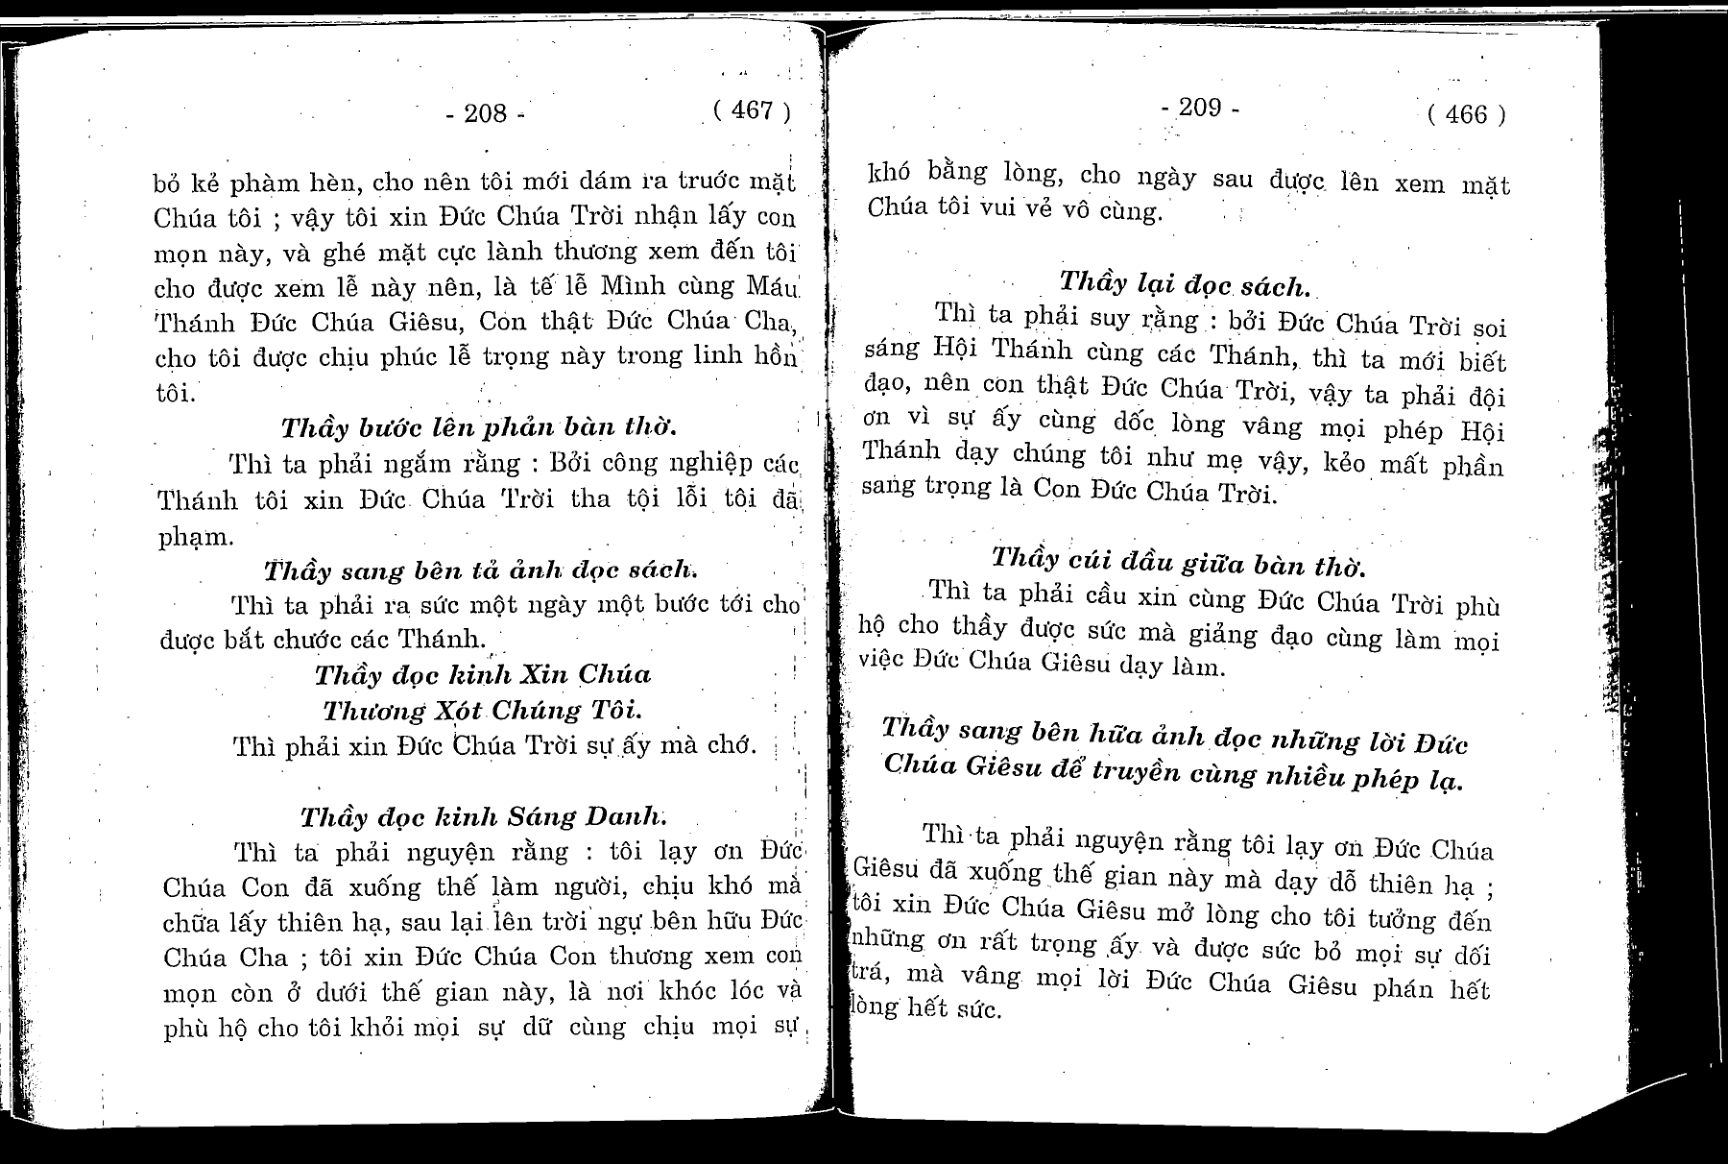 - 208 - ( 467 )
bỏ kẻ phàm hèn, cho nên tôi mới dám ra truớc mặt
Chúa tôi ; vậy tôi xin Đức Chúa Trời nhận lấy con
mọn này, và ghé mặt cực lành thương xem đến tôi
cho được xem lễ này nên, là tế lễ Mình cùng Máu
Thánh Đức Chúa Giêsu, Con thật Đức Chúa Cha,
cho tôi được chịu phúc lễ trọng này trong linh hồn
tôi.
Thầy bước lên phản bàn thờ.
Thì ta phải ngắm rằng : Bởi công nghiệp các
Thánh tôi xin Đức Chúa Trời tha tội lỗi tôi đã
phạm.
Thầy sang bên tả ảnh đọc sách.
Thì ta phải ra sức một ngày một bước tới cho
được bắt chước các Thánh.
Thầy đọc kinh Xin Chúa
Thương Xót Chúng Tôi.
Thì phải xin Đức Chúa Trời sự ấy mà chớ.
Thầy đọc kinh Sáng Danh.
Thì ta phải nguyện rằng : tôi lạy ơn Đức
Chúa Con đã xuống thế làm người, chịu khó mà
chữa lấy thiên hạ, sau lại lên trời ngự bên hữu Đức
Chúa Cha ; tôi xin Đức Chúa Con thương xem con
mọn còn ở dưới thế gian này, là nơi khóc lóc và
phù hộ cho tôi khỏi mọi sự dữ cùng chịu mọi sự
- 209 - ( 466 )
khó bằng lòng, cho ngày sau được lên xem mặt
Chúa tôi vui vẻ vô cùng.
Thầy lại đọc sách.
Thì ta phải suy rằng : bởi Đức Chúa Trời soi
sáng Hội Thánh cùng các Thánh, thì ta mới biết
đạo, nên con thật Đức Chúa Trời, vậy ta phải đội
ơn vì sự ấy cùng dốc lòng vâng mọi phép Hội
Thánh dạy chúng tôi như mẹ vậy, kẻo mất phần
sang trọng là Con Đức Chúa Trời.
Thầy cúi đầu giữa bàn thờ.
Thì ta phải cầu xin cùng Đức Chúa Trời phù
hộ cho thầy được sức mà giảng đạo cùng làm mọi
việc Đức Chúa Giêsu dạy làm.
Thầy sang bên hữa ảnh đọc những lời Đức
Chúa Giêsu để truyền cùng nhiều phép lạ.
Thì ta phải nguyện rằng tôi lạy ơn Đức Chúa
Giêsu đã xuống thế gian này mà dạy dỗ thiên hạ ;
tôi xin Đức Chúa Giêsu mở lòng cho tôi tưởng đến
những ơn rất trọng ấy và được sức bỏ mọi sự dối
trá, mà vâng mọi lời Đức Chúa Giêsu phán hết
lòng hết sức.